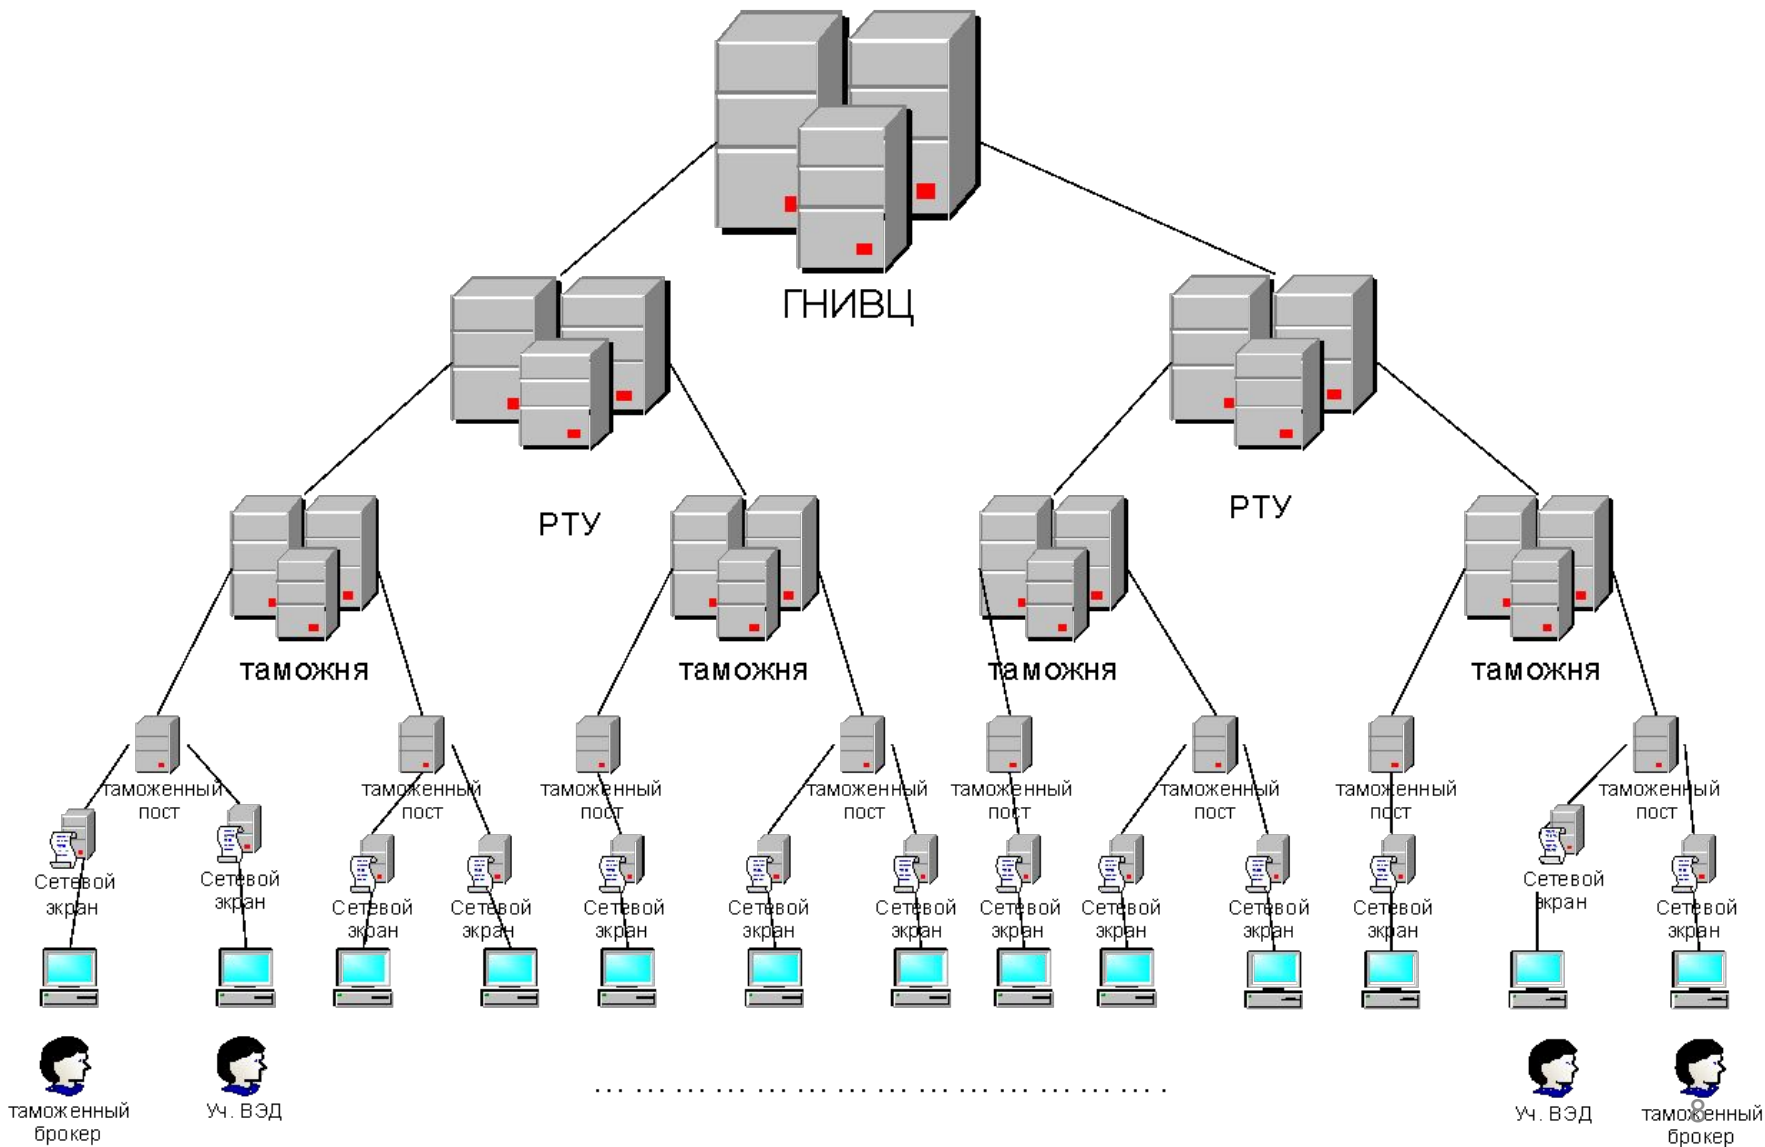 ГНИВЦ
РТУ
РТУ
таможня
таможня
таможня
таможня
таможенный
пост
таможенный
пост
таможенный
пост
таможенный
пост
таможенный
пост
таможенный
пост
таможенный
пост
таможенный
пост
Сетевой
экран
Сетевой
экран
Сетевой
экран
Сетевой
экран
Сетевой
экран
Сетевой
экран
Сетевой
экран
Сетевой
экран
Сетевой
экран
Сетевой
экран
Сетевой
экран
Сетевой
экран
Сетевой
экран
таможенный
брокер
Уч. ВЭД
... ... ... ... ... ... ... ... ... ... ... ... ... ...
Уч. ВЭД
таможенный
брокер
8